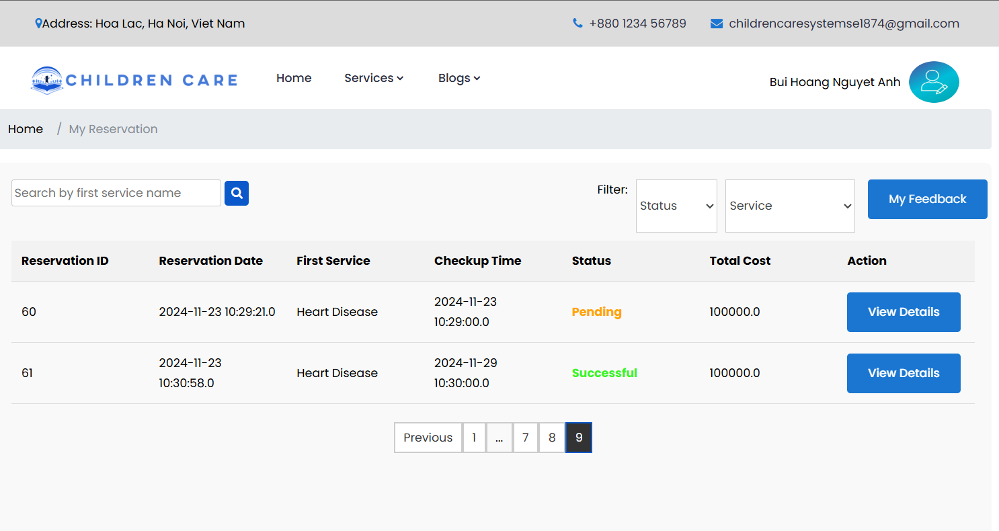 Address: Hoa Lac, Ha Noi, Viet Nam
+880 1234 56789
childrencaresystemse1874@gmail.com
CHILDREN CARE
Home
Services
Blogs
Bui Hoang Nguyet Anh
Home / My Reservation
Search by first service name
Filter:
Status
Service
My Feedback
Reservation ID Reservation Date First Service Checkup Time Status Total Cost Action
60 2024-11-23 10:29:21.0 Heart Disease 2024-11-23
10:29:00.0
Pending 100000.0 View Details
61 2024-11-23
10:30:58.0
Heart Disease 2024-11-29
10:30:00.0
Successful 100000.0 View Details
Previous 1 ... 7 8 9